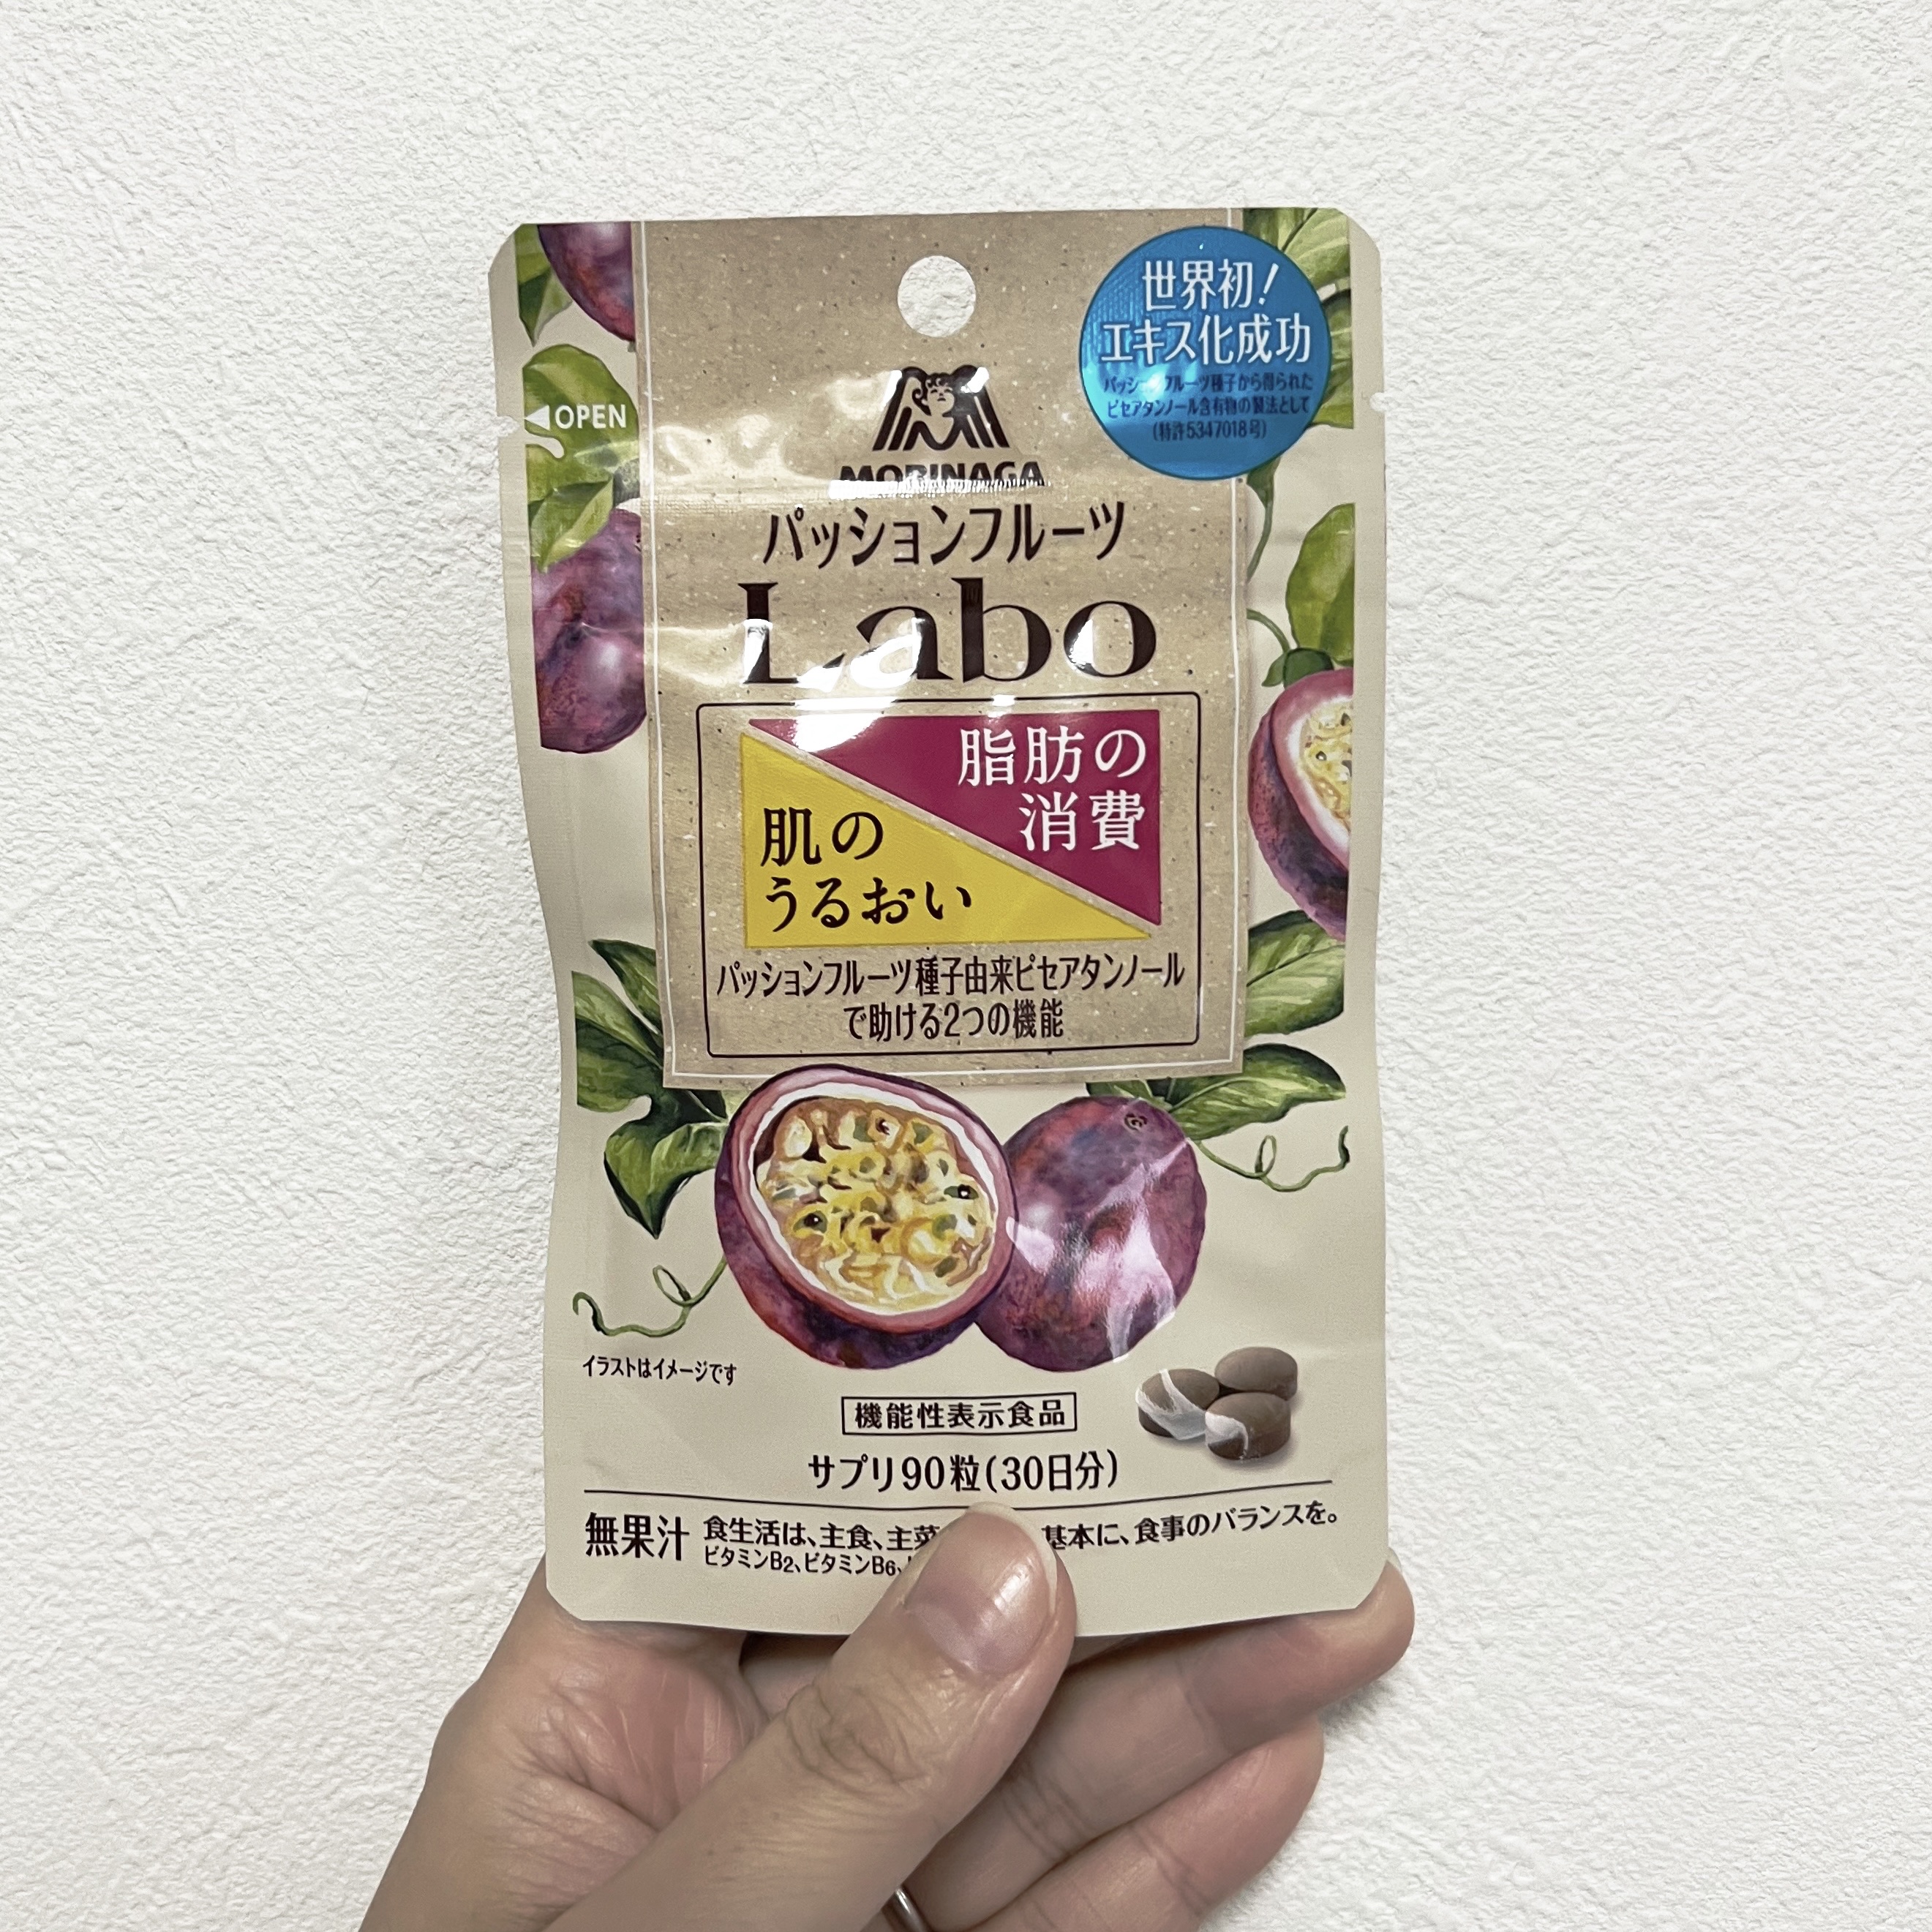 世界初!
エキス化成功
パッションフルーツ種子から得られた
ピセアタンノール含有物の製法として
(特許5347018号)
OPEN
MORINAGA
パッションフルーツ
Labo
脂肪の
消費
肌の
うるおい
パッションフルーツ種子由来ピセアタンノール
で助ける2つの機能
イラストはイメージです
機能性表示食品
サプリ90粒(30日分)
無果汁
食生活は、主食、主菜 基本に、食事のバランスを。
ビタミンB2、ビタミンB6、